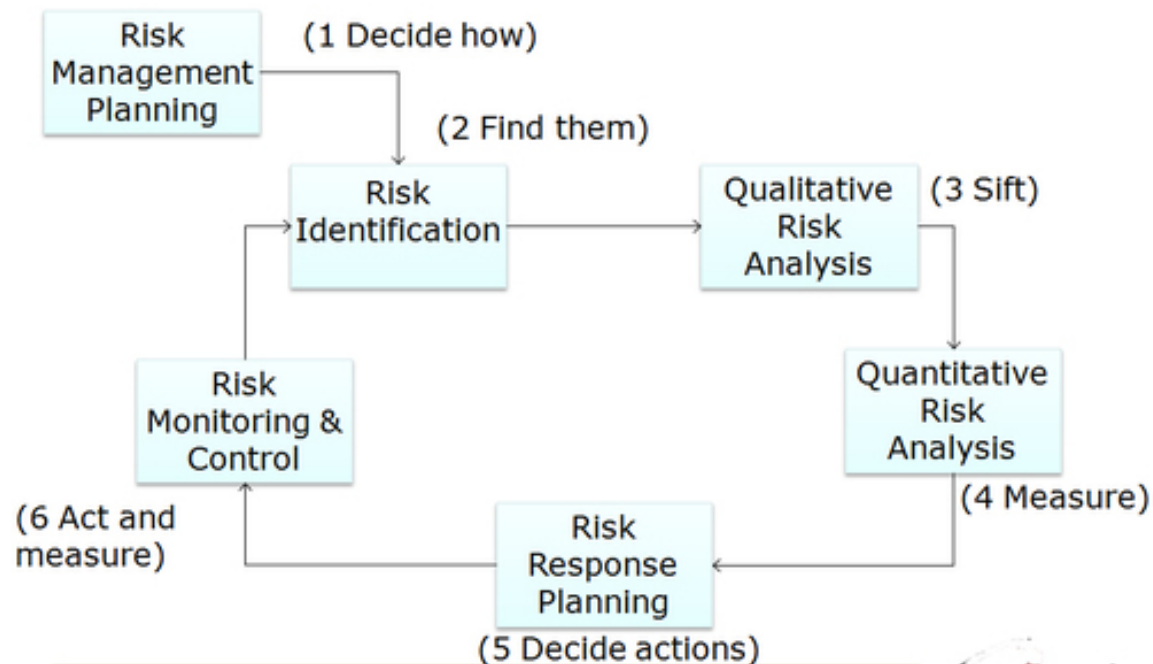 Risk
Management
Planning
(1 Decide how)
(2 Find them)
Risk
Identification
Qualitative
Risk
Analysis
(3 Sift)
Quantitative
Risk
Analysis
(4 Measure)
Risk
Response
Planning
(5 Decide actions)
Risk
Monitoring &
Control
(6 Act and
measure)